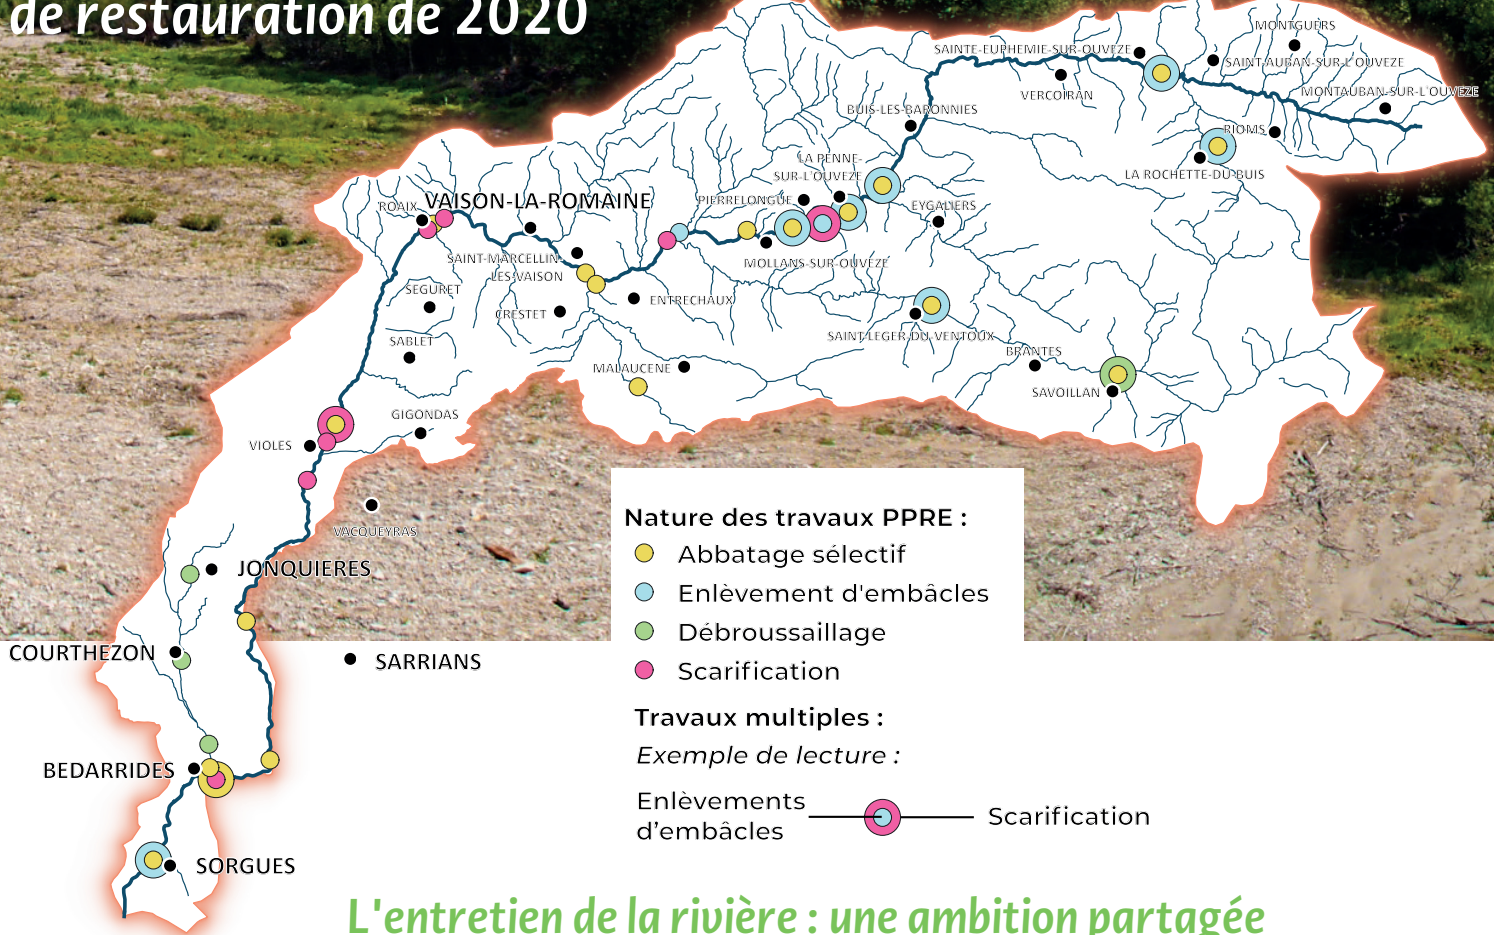 de restauration de 2020
MONTGUERS
SAINTE-EUPHEMIE-SUR-OUVEZE
SAINT-AUBAN-SUR-L'OUVEZE
VERCOIRAN
MONTAUBAN-SUR-L'OUVEZE
BUIS-LES-BARONNIES
RIOMS
LA PENNE-
SUR-L'OUVEZE
LA ROCHETTE-DU-BUIS
ROAIX
VAISON-LA-ROMAINE
PIERRELONGUE
EYGALIERS
SAINT-MARCELLIN-
LES-VAISON
MOLLANS-SUR-OUVEZE
SEGURET
ENTRECHAUX
CRESTET
SABLET
SAINT-LEGER-DU-VENTOUX
BRANTES
MALAUCENE
SAVOILLAN
GIGONDAS
VIOLES
VACQUEYRAS
JONQUIERES
COURTHEZON
SARRIANS
BEDARRIDES
SORGUES
Nature des travaux PPRE :
Abbatage sélectif
Enlèvement d'embâcles
Débroussaillage
Scarification
Travaux multiples :
Exemple de lecture :
Enlèvements
d’embâcles
Scarification
L'entretien de la rivière : une ambition partagée